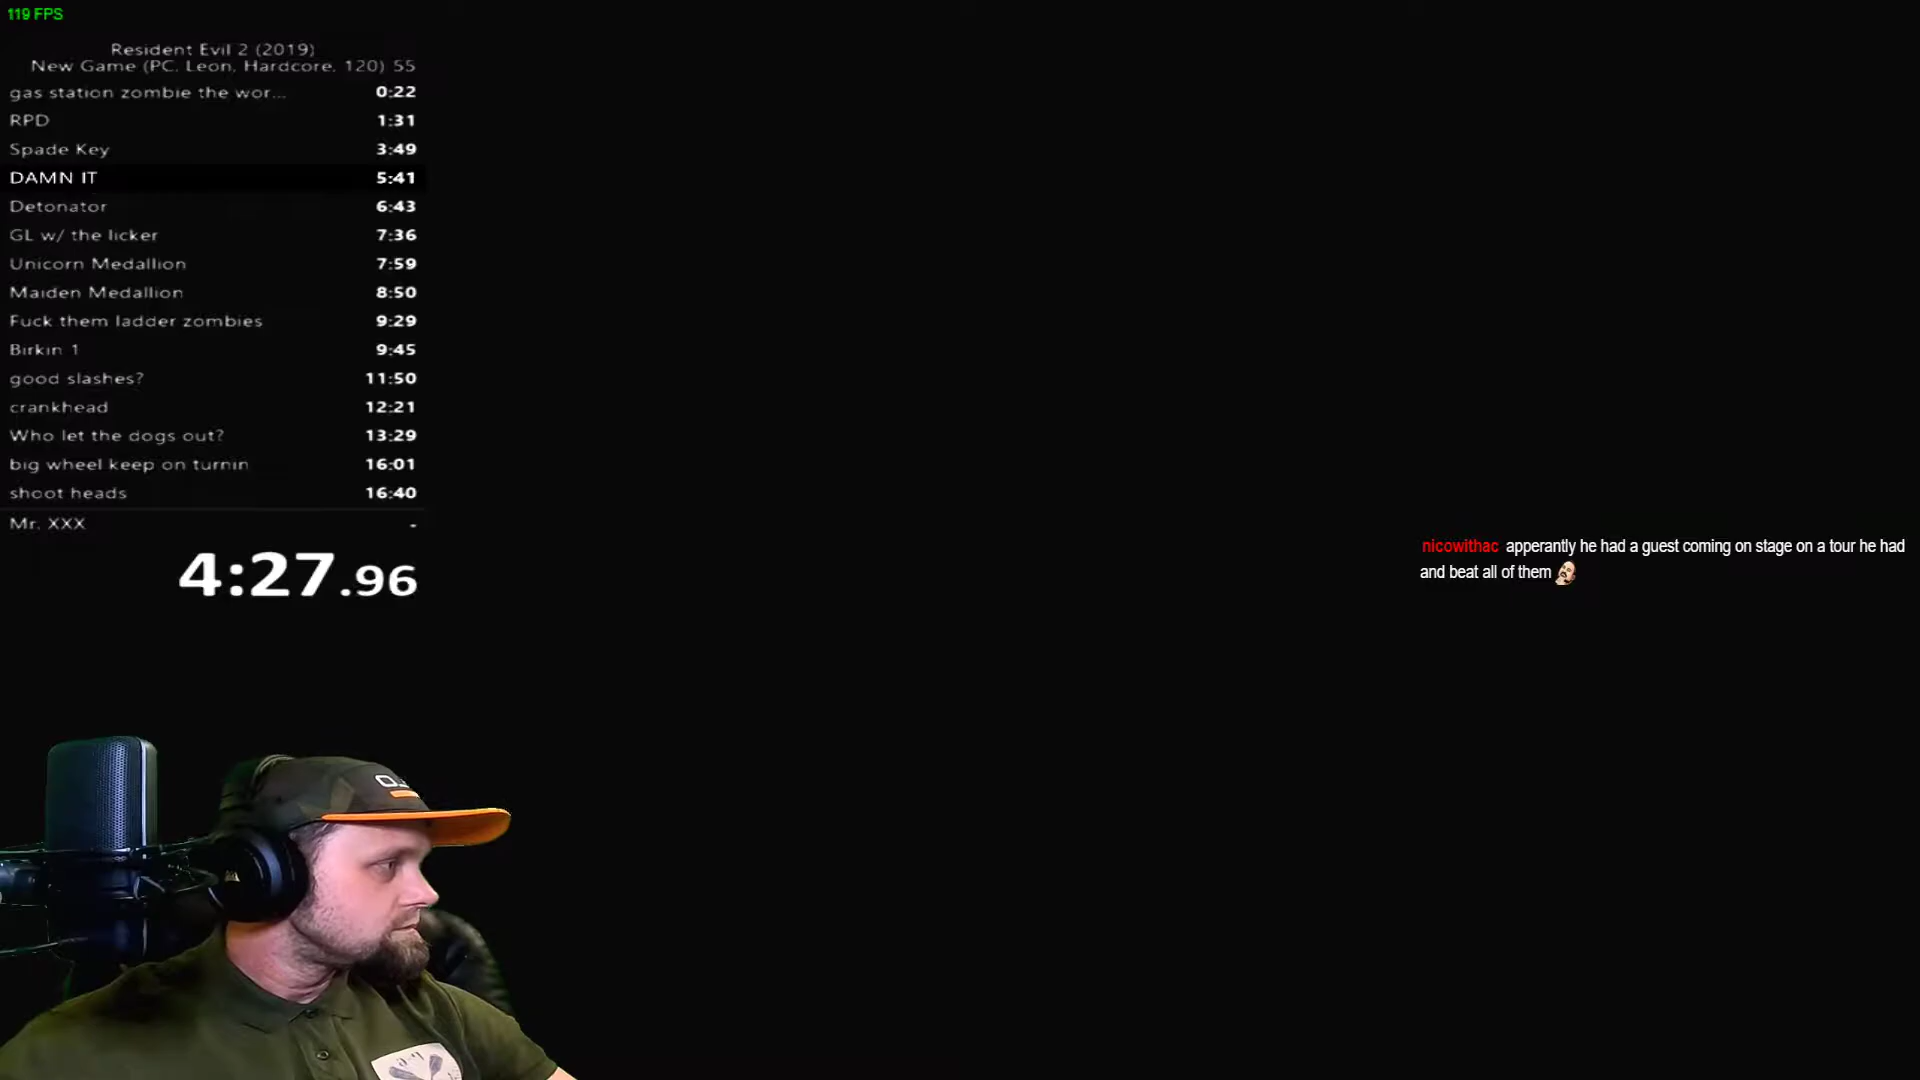 119 FPS
Resident Evil 2 (2019)
New Game (PC, Leon, Hardcore, 120) 55
gas station zombie the wor... 0:22
RPD 1:31
Spade Key 3:49
DAMN IT 5:41
Detonator 6:43
GL w/ the licker 7:36
Unicorn Medallion 7:59
Maiden Medallion 8:50
Fuck them ladder zombies 9:29
Birkin 1 9:45
good slashes? 11:50
crankhead 12:21
Who let the dogs out? 13:29
big wheel keep on turnin 16:01
shoot heads 16:40
Mr. XXX -
4:27.96
nicowithac apperantly he had a guest coming on stage on a tour he had
and beat all of them